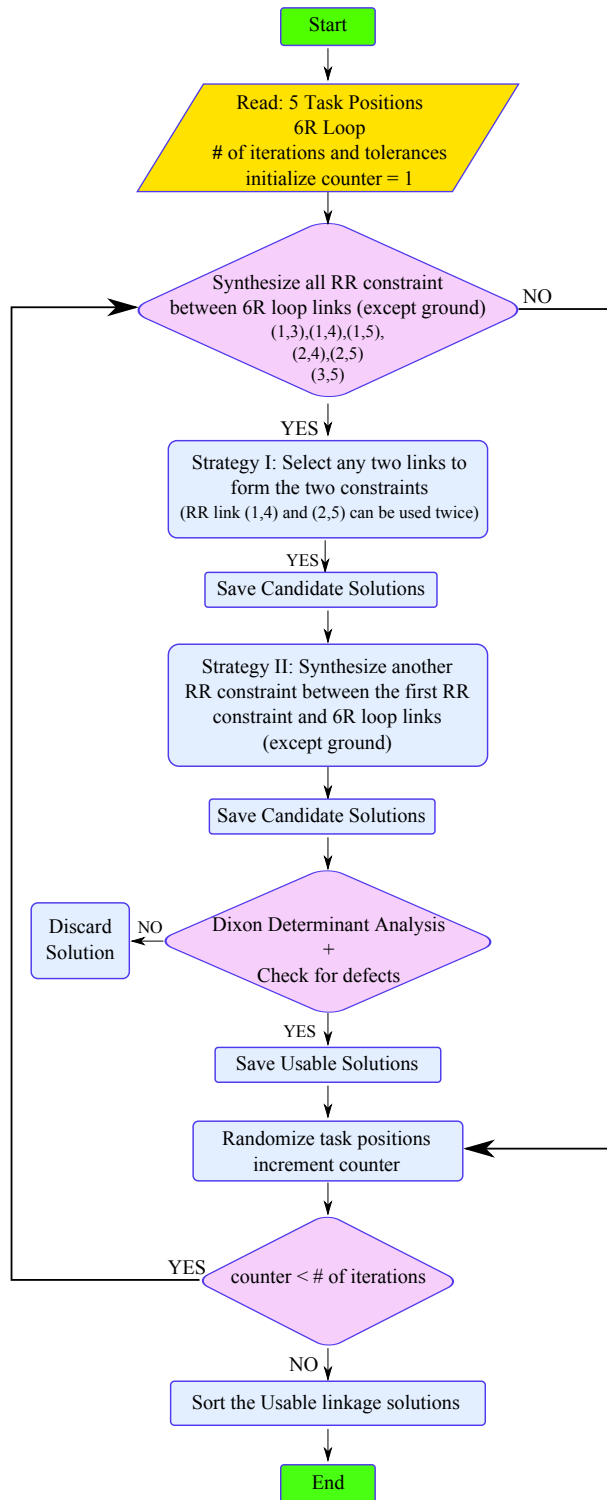 Start
Read: 5 Task Positions
6R Loop
# of iterations and tolerances
initialize counter = 1
Synthesize all RR constraint
between 6R loop links (except ground)
(1,3),(1,4),(1,5),
(2,4),(2,5)
(3,5)
NO
YES
Strategy I: Select any two links to
form the two constraints
(RR link (1,4) and (2,5) can be used twice)
YES
Save Candidate Solutions
Strategy II: Synthesize another
RR constraint between the first RR
constraint and 6R loop links
(except ground)
Save Candidate Solutions
Dixon Determinant Analysis
+
Check for defects
NO
Discard
Solution
YES
Save Usable Solutions
Randomize task positions
increment counter
counter < # of iterations
YES
NO
Sort the Usable linkage solutions
End